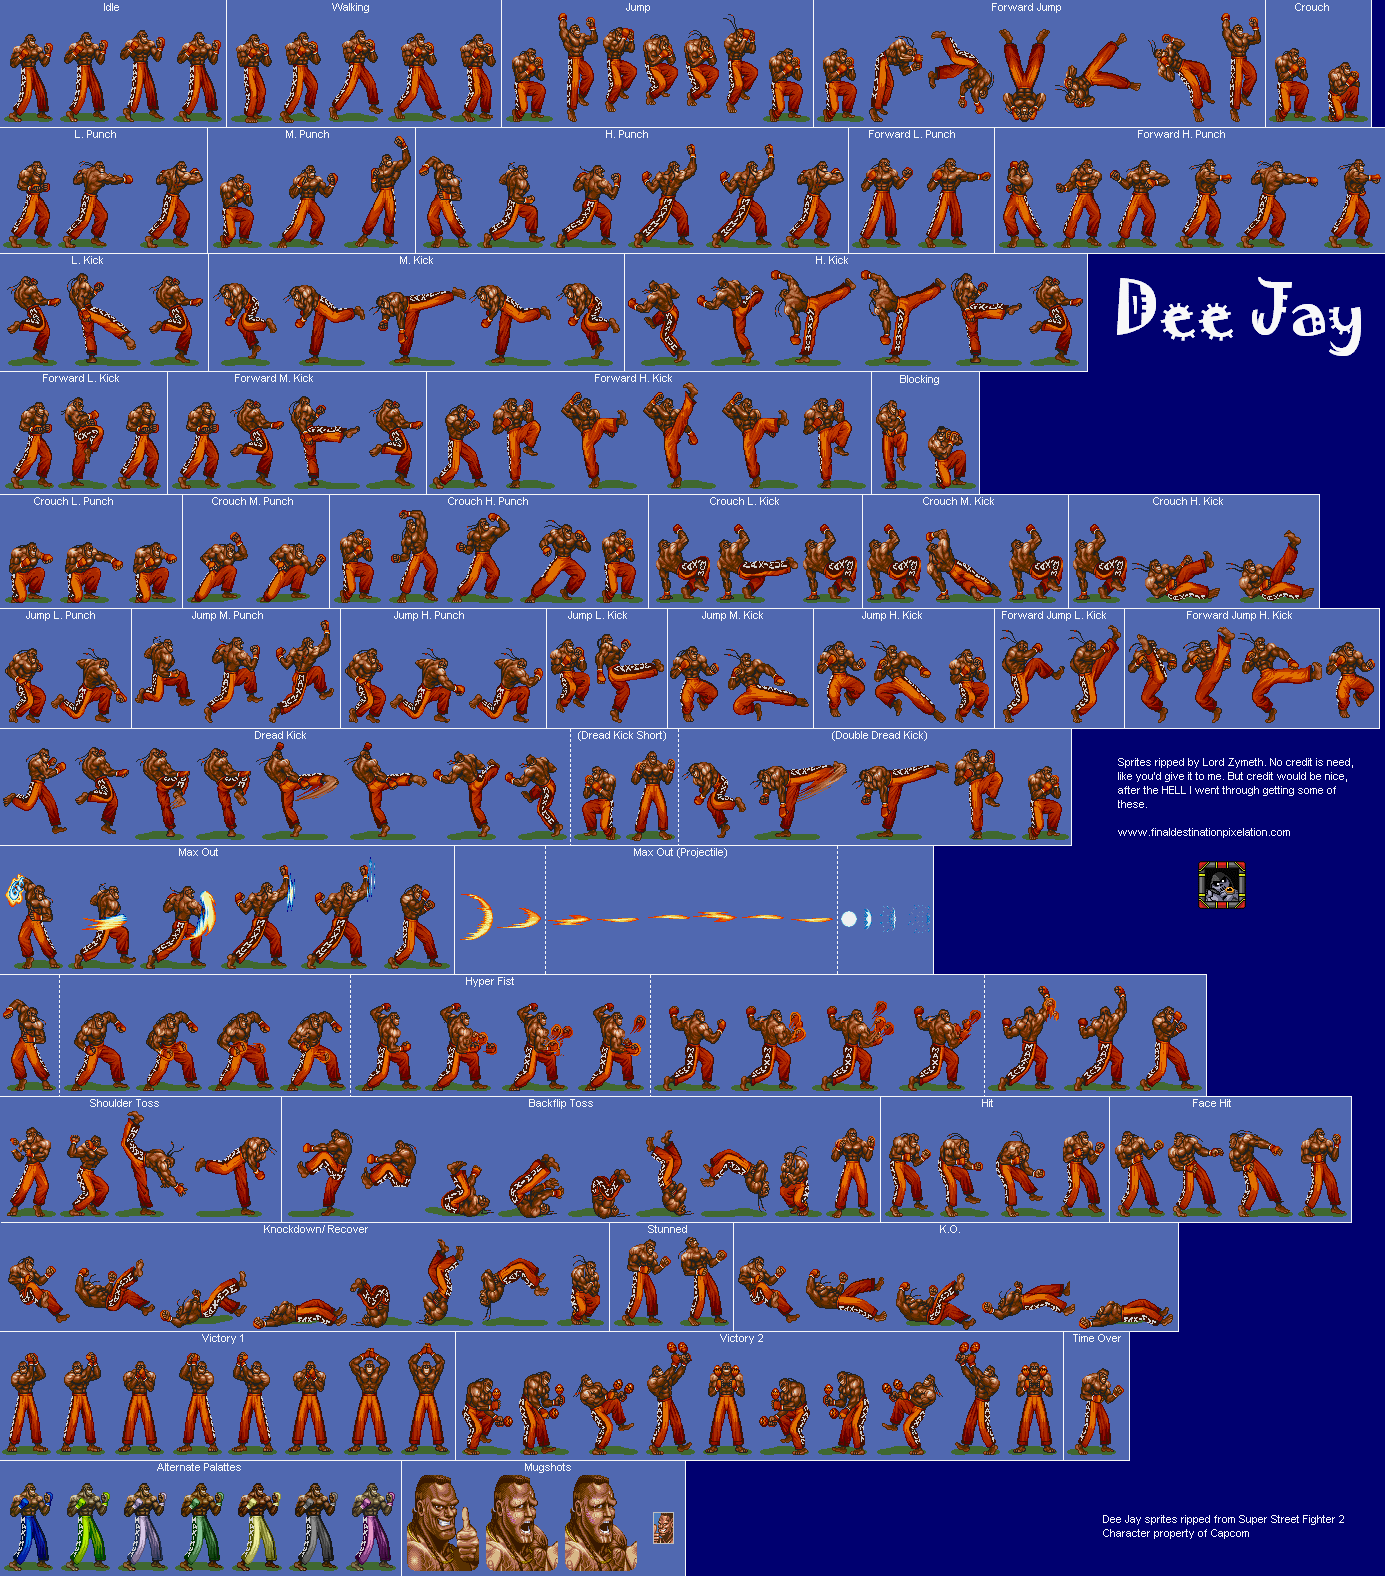 Idle
Walking
Jump
Forward Jump
Crouch
L. Punch
M. Punch
H. Punch
Forward L. Punch
Forward H. Punch
L. Kick
M. Kick
H. Kick
Dee Jay
Forward L. Kick
Forward M. Kick
Forward H. Kick
Blocking
Crouch L. Punch
Crouch M. Punch
Crouch H. Punch
Crouch L. Kick
Crouch M. Kick
Crouch H. Kick
Jump L. Punch
Jump M. Punch
Jump H. Punch
Jump L. Kick
Jump M. Kick
Jump H. Kick
Forward Jump L. Kick
Forward Jump H. Kick
Dread Kick
(Dread Kick Short)
(Double Dread Kick)
Sprites ripped by Lord Zymeth. No credit is need,
like you'd give it to me. But credit would be nice,
after the HELL I went through getting some of
these.
www.finaldestinationpixelation.com
Max Out
Max Out (Projectile)
Hyper Fist
Shoulder Toss
Backflip Toss
Hit
Face Hit
Knockdown/ Recover
Stunned
K.O.
Victory 1
Victory 2
Time Over
Alternate Palattes
Mugshots
Dee Jay sprites ripped from Super Street Fighter 2
Character property of Capcom